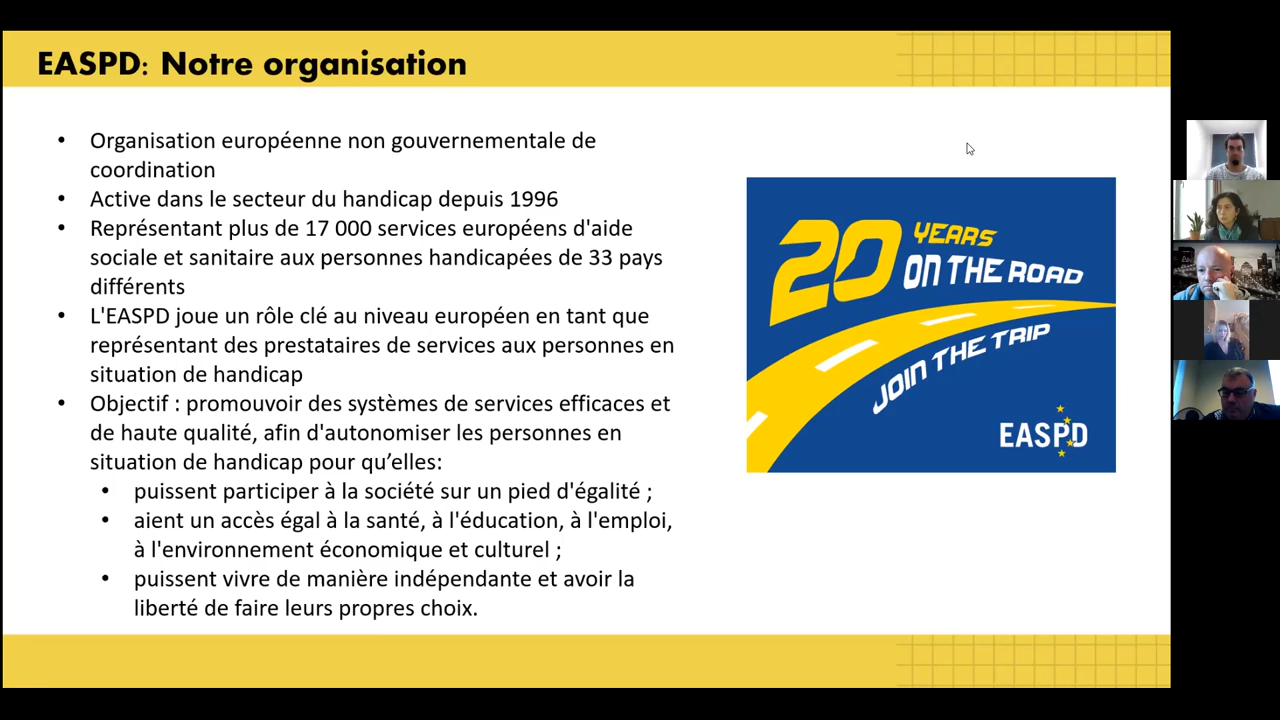 EASPD: Notre organisation
• Organisation européenne non gouvernementale de
coordination
• Active dans le secteur du handicap depuis 1996
• Représentant plus de 17 000 services européens d'aide
sociale et sanitaire aux personnes handicapées de 33 pays
différents
• L'EASPD joue un rôle clé au niveau européen en tant que
représentant des prestataires de services aux personnes en
situation de handicap
• Objectif : promouvoir des systèmes de services efficaces et
de haute qualité, afin d'autonomiser les personnes en
situation de handicap pour qu’elles:
• puissent participer à la société sur un pied d'égalité ;
• aient un accès égal à la santé, à l'éducation, à l'emploi,
à l'environnement économique et culturel ;
• puissent vivre de manière indépendante et avoir la
liberté de faire leurs propres choix.
20 YEARS
ON THE ROAD
JOIN THE TRIP
EASPD